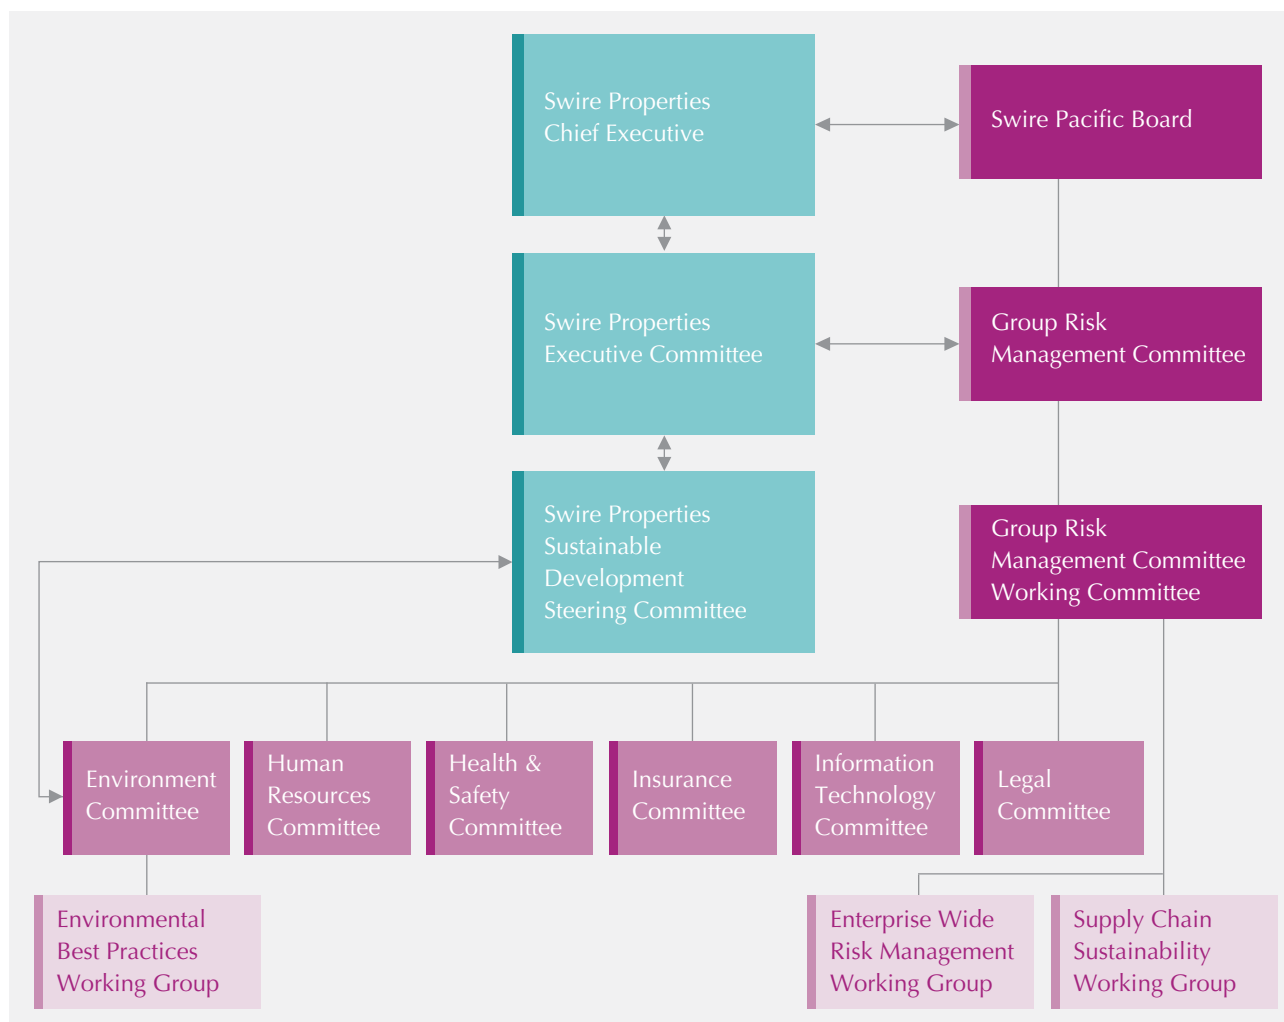 Swire Properties
Chief Executive
Swire Pacific Board
Swire Properties
Executive Committee
Group Risk
Management Committee
Swire Properties
Sustainable
Development
Steering Committee
Group Risk
Management Committee
Working Committee
Environment
Committee
Human
Resources
Committee
Health &
Safety
Committee
Insurance
Committee
Information
Technology
Committee
Legal
Committee
Environmental
Best Practices
Working Group
Enterprise Wide
Risk Management
Working Group
Supply Chain
Sustainability
Working Group